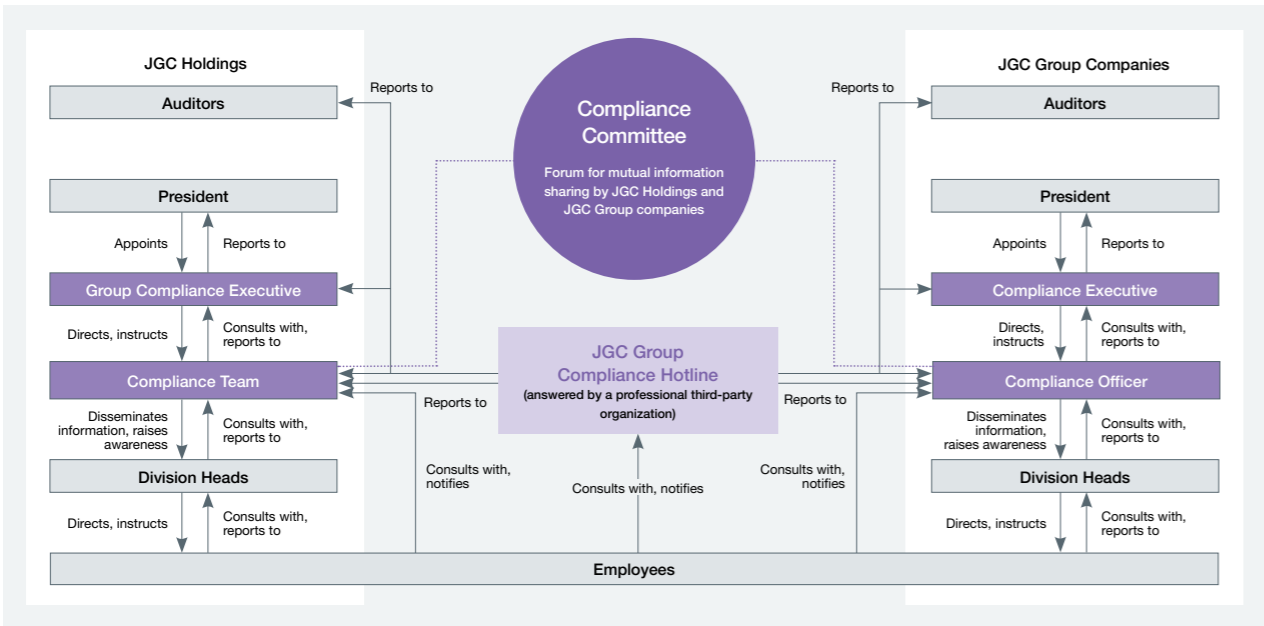 JGC Holdings
Auditors
Reports to
President
Appoints
Reports to
Group Compliance Executive
Directs, instructs
Consults with,
reports to
Compliance Team
Disseminates
information, raises
awareness
Consults with,
reports to
Division Heads
Directs, instructs
Consults with,
reports to
Compliance
Committee
Forum for mutual information
sharing by JGC Holdings and
JGC Group companies
JGC Group
Compliance Hotline
(answered by a professional third-party
organization)
Reports to
Reports to
Consults with,
notifies
Consults with, notifies
Consults with,
notifies
JGC Group Companies
Reports to
Auditors
President
Appoints
Reports to
Compliance Executive
Directs,
instructs
Consults with,
reports to
Compliance Officer
Disseminates
information,
raises awareness
Consults with,
reports to
Division Heads
Directs, instructs
Consults with,
reports to
Employees